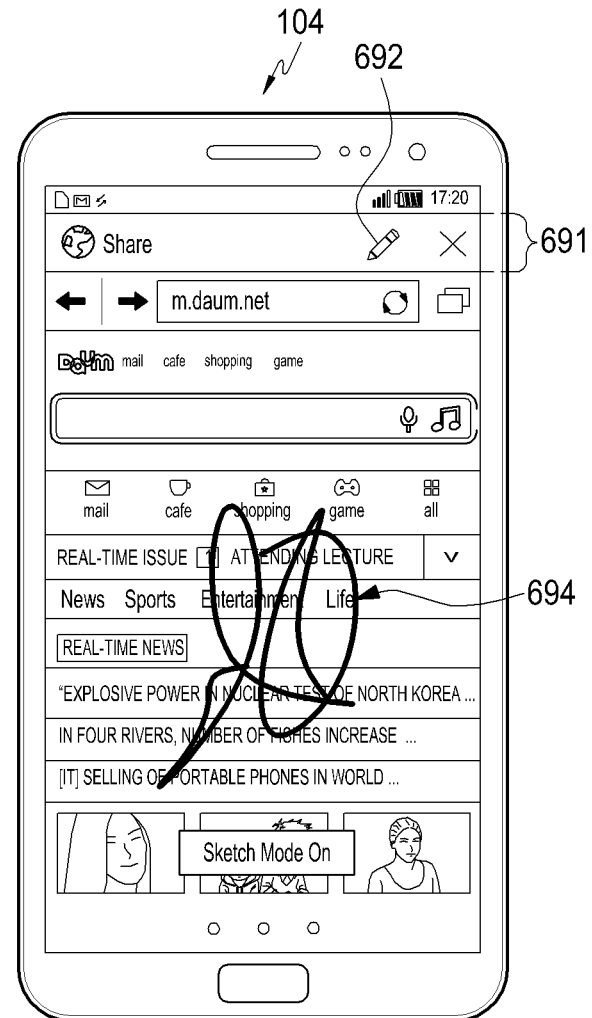 104
692
17:20
Share
691
m.daum.net
Daum mail cafe shopping game
mail cafe shopping game all
REAL-TIME ISSUE 1 ATTENDING LECTURE
News Sports Entertainment Life
694
REAL-TIME NEWS
“EXPLOSIVE POWER IN NUCLEAR TEST OF NORTH KOREA ...
IN FOUR RIVERS, NUMBER OF FISHES INCREASE ...
[IT] SELLING OF PORTABLE PHONES IN WORLD ...
Sketch Mode On